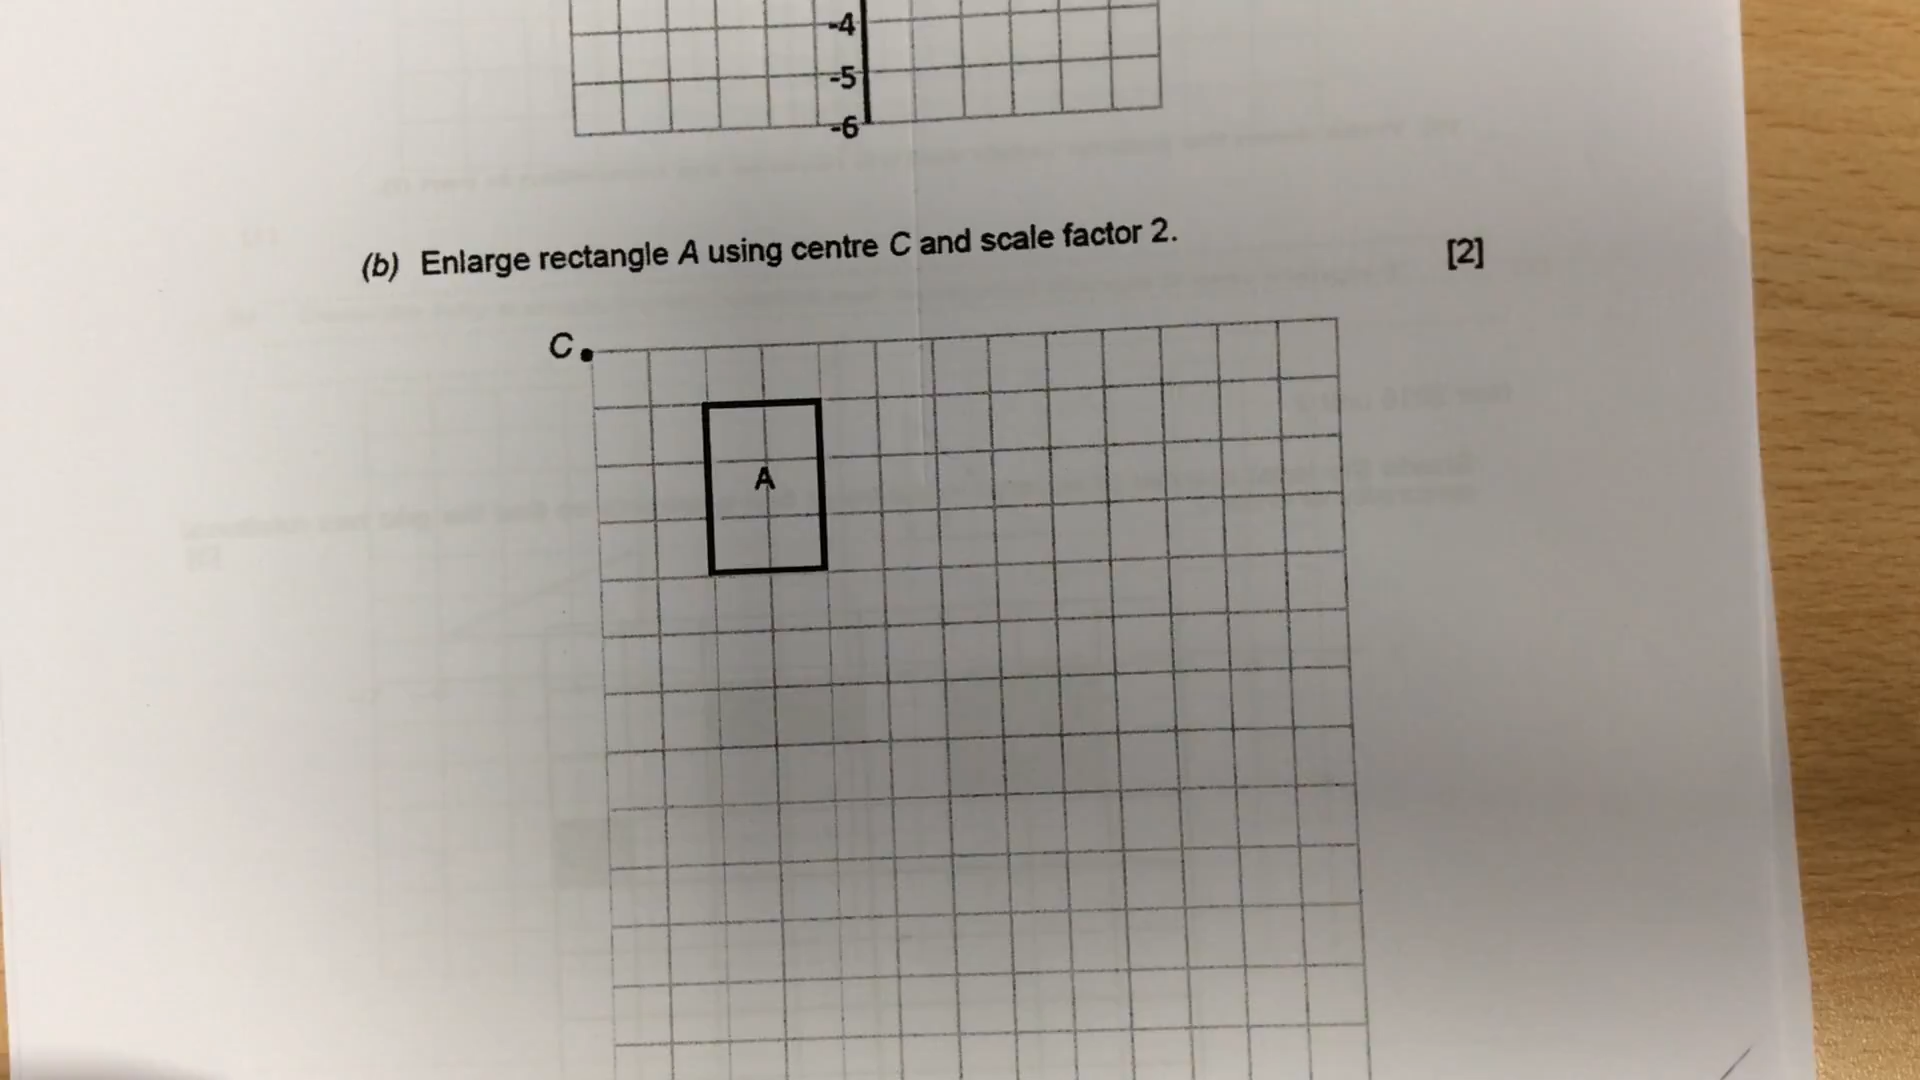 -4
-5
-6
(b) Enlarge rectangle A using centre C and scale factor 2.
[2]
C
A